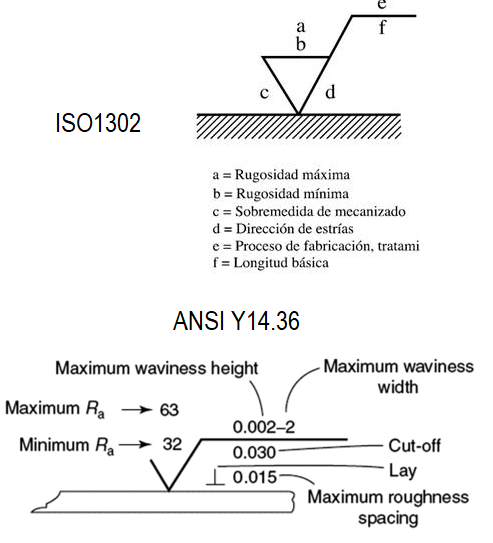 e
a
f
b
c
d
ISO1302
a = Rugosidad máxima
b = Rugosidad mínima
c = Sobremedida de mecanizado
d = Dirección de estrías
e = Proceso de fabricación, tratami
f = Longitud básica
ANSI Y14.36
Maximum waviness height
Maximum waviness
width
Maximum Ra
63
0.002–2
Minimum Ra
32
0.030
Cut-off
Lay
⊥ 0.015
Maximum roughness
spacing